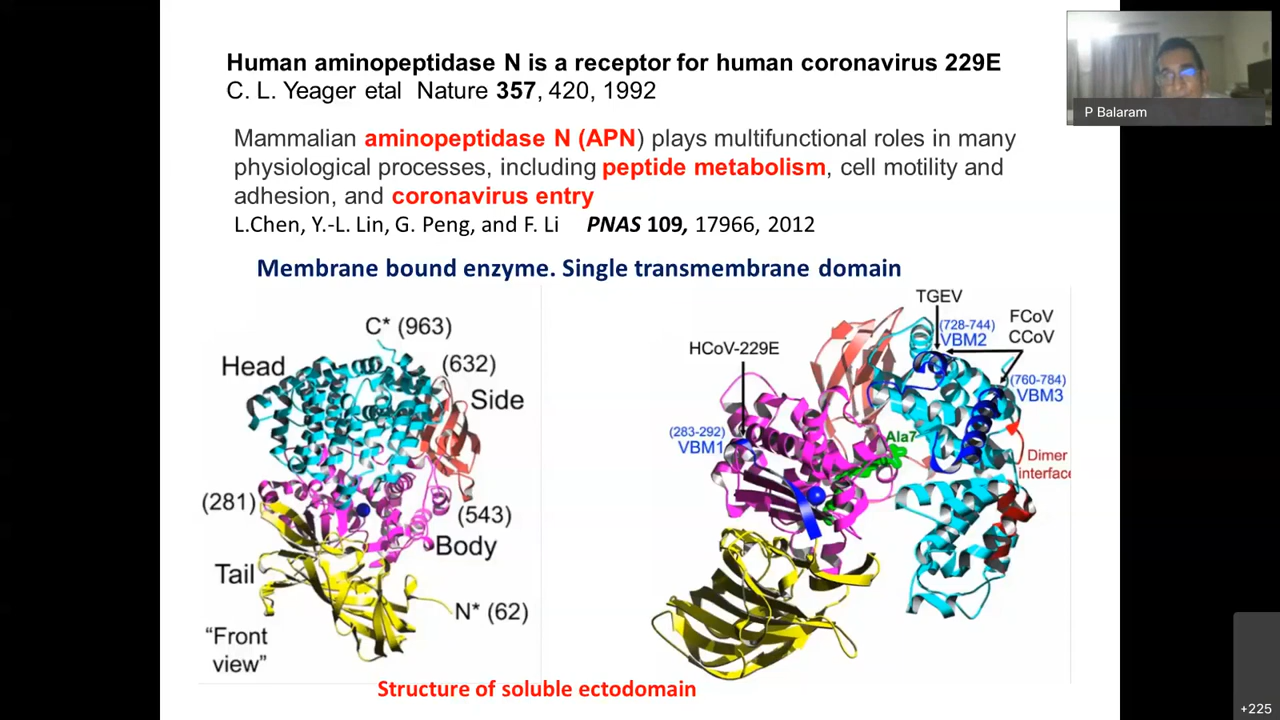 Human aminopeptidase N is a receptor for human coronavirus 229E
C. L. Yeager etal Nature 357, 420, 1992
P Balaram
Mammalian aminopeptidase N (APN) plays multifunctional roles in many
physiological processes, including peptide metabolism, cell motility and
adhesion, and coronavirus entry
L.Chen, Y.-L. Lin, G. Peng, and F. Li PNAS 109, 17966, 2012
Membrane bound enzyme. Single transmembrane domain
C* (963)
Head
(632)
Side
(281)
(543)
Body
Tail
N* (62)
"Front
view"
TGEV
FCoV
CCoV
(728-744)
VBM2
HCoV-229E
(760-784)
VBM3
(283-292)
VBM1
Ala7
Dimer
interface
Structure of soluble ectodomain
+225